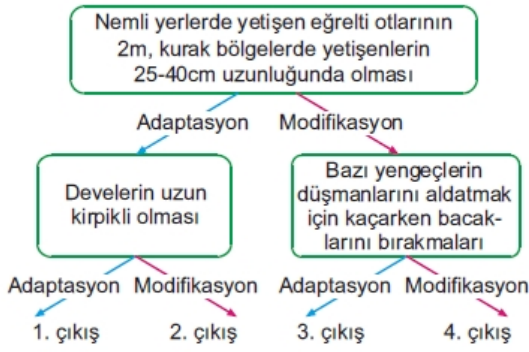 Nemli yerlerde yetişen eğrelti otlarının
2m, kurak bölgelerde yetişenlerin
25-40cm uzunluğunda olması
Adaptasyon Modifikasyon
Develerin uzun
kirpikli olması
Bazı yengeçlerin
düşmanlarını aldatmak
için kaçarken bacak-
larını bırakmaları
Adaptasyon Modifikasyon Adaptasyon Modifikasyon
1. çıkış 2. çıkış 3. çıkış 4. çıkış